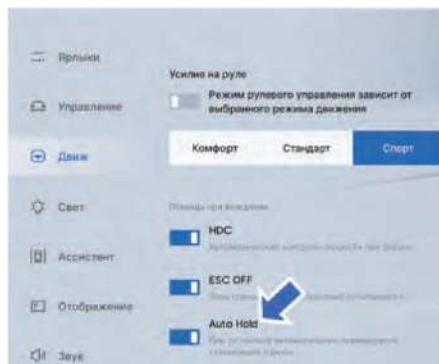 Ярлыки
Управление
Движ
Свет
Ассистент
Отображение
Звук
Усилие на руле
Режим рулевого управления зависит от
выбранного режима движения
Комфорт Стандарт Спорт
Помощь при вождении
HDC
ESC OFF
Auto Hold